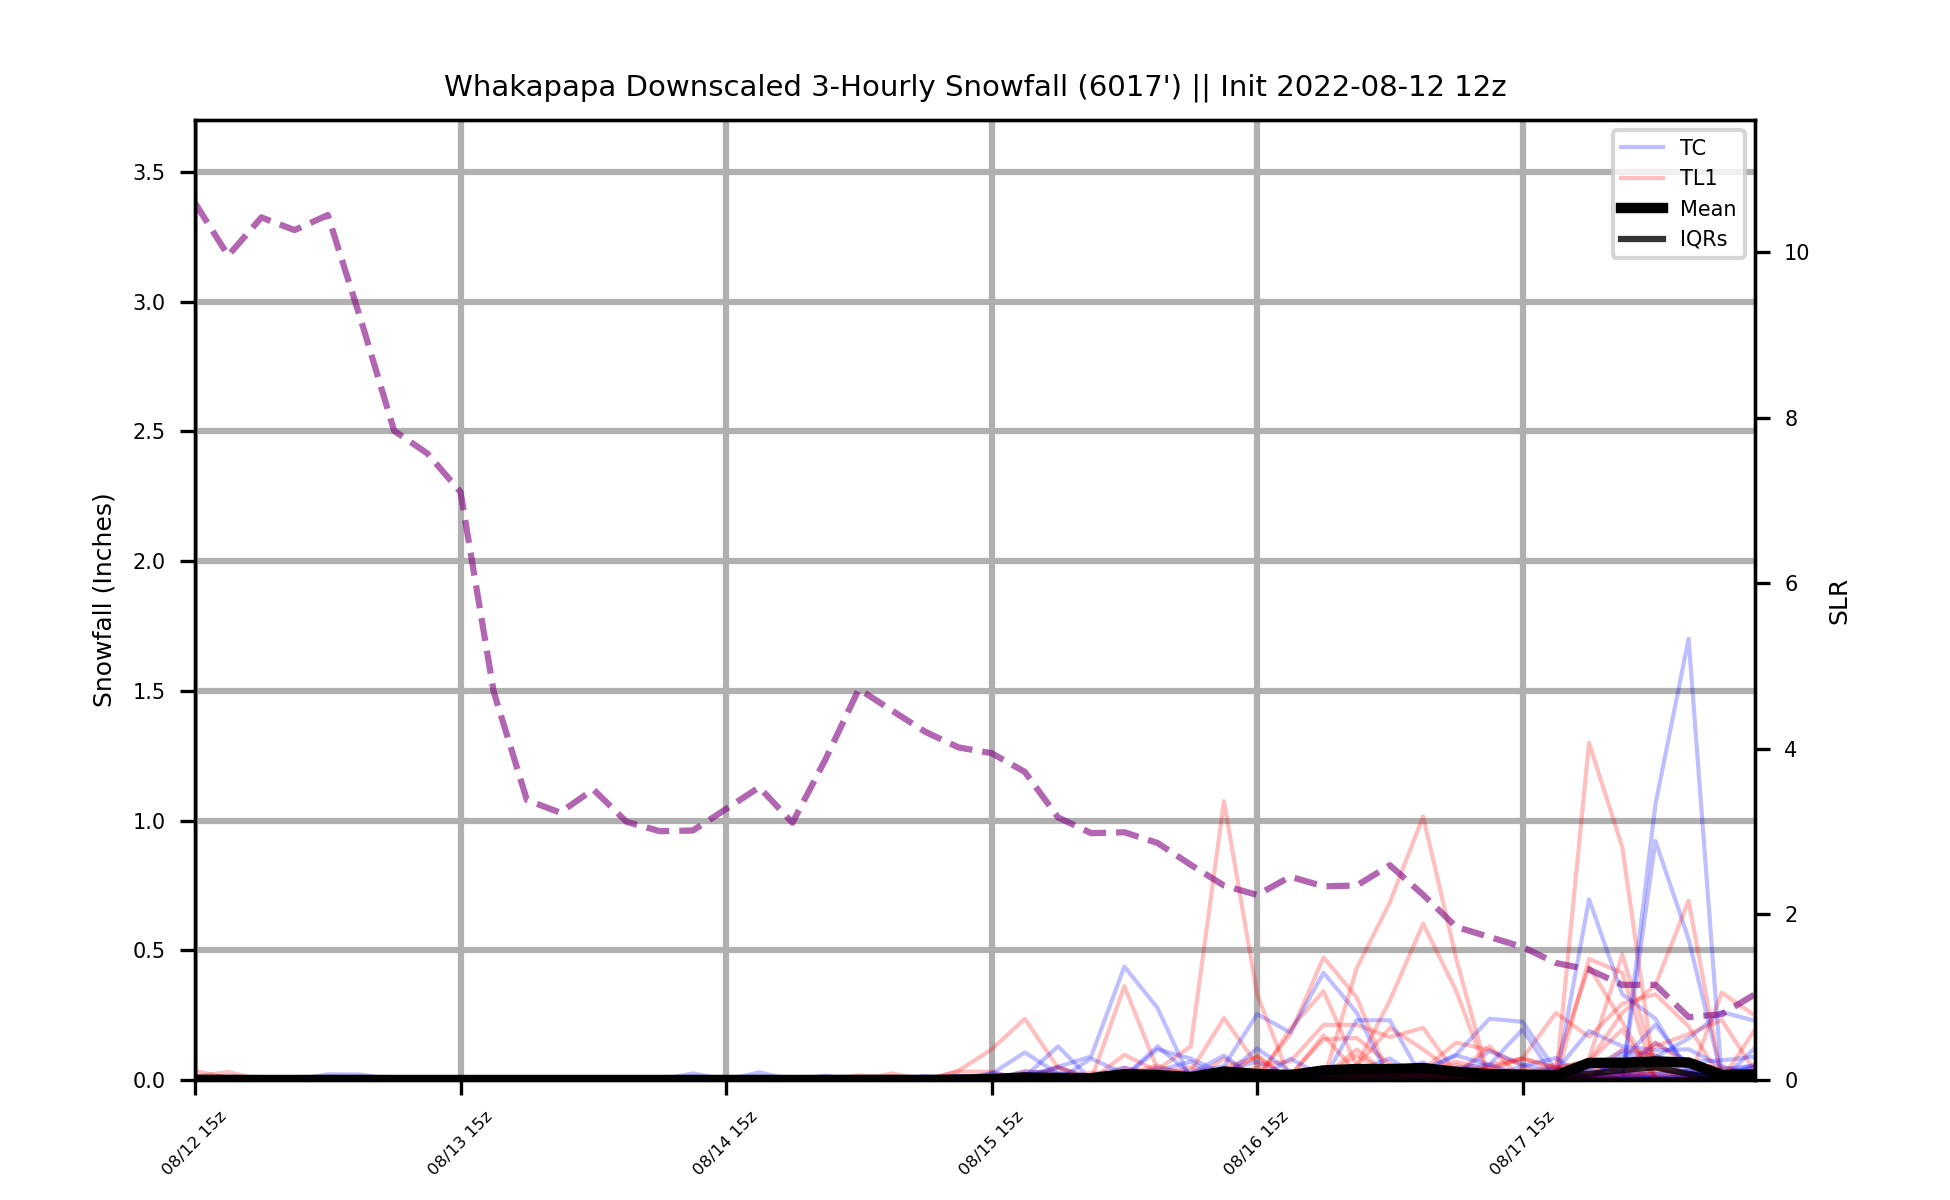 Whakapapa Downscaled 3-Hourly Snowfall (6017') || Init 2022-08-12 12z
TC
TL1
Mean
IQRs
Snowfall (Inches)
3.5
3.0
2.5
2.0
1.5
1.0
0.5
0.0
10
8
6
4
2
0
SLR
08/12 15z
08/13 15z
08/14 15z
08/15 15z
08/16 15z
08/17 15z